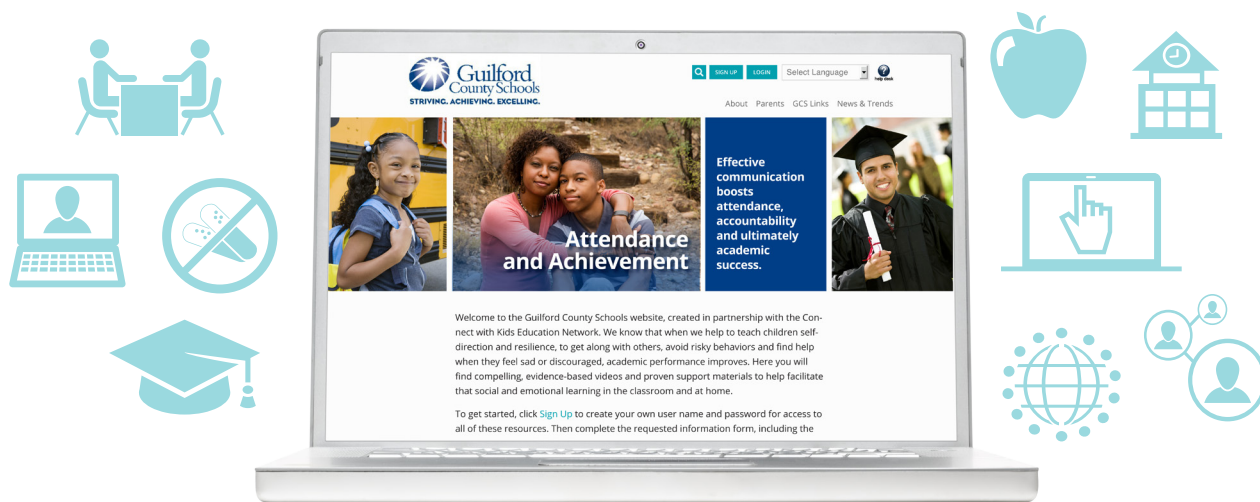 Guilford
County Schools
STRIVING. ACHIEVING. EXCELLING.
SIGN UP LOGIN Select Language help desk
About Parents GCS Links News & Trends
Attendance
and Achievement
Effective
communication
boosts
attendance,
accountability
and ultimately
academic
success.
Welcome to the Guilford County Schools website, created in partnership with the Con-
nect with Kids Education Network. We know that when we help to teach children self-
direction and resilience, to get along with others, avoid risky behaviors and find help
when they feel sad or discouraged, academic performance improves. Here you will
find compelling, evidence-based videos and proven support materials to help facilitate
that social and emotional learning in the classroom and at home.
To get started, click Sign Up to create your own user name and password for access to
all of these resources. Then complete the requested information form, including the